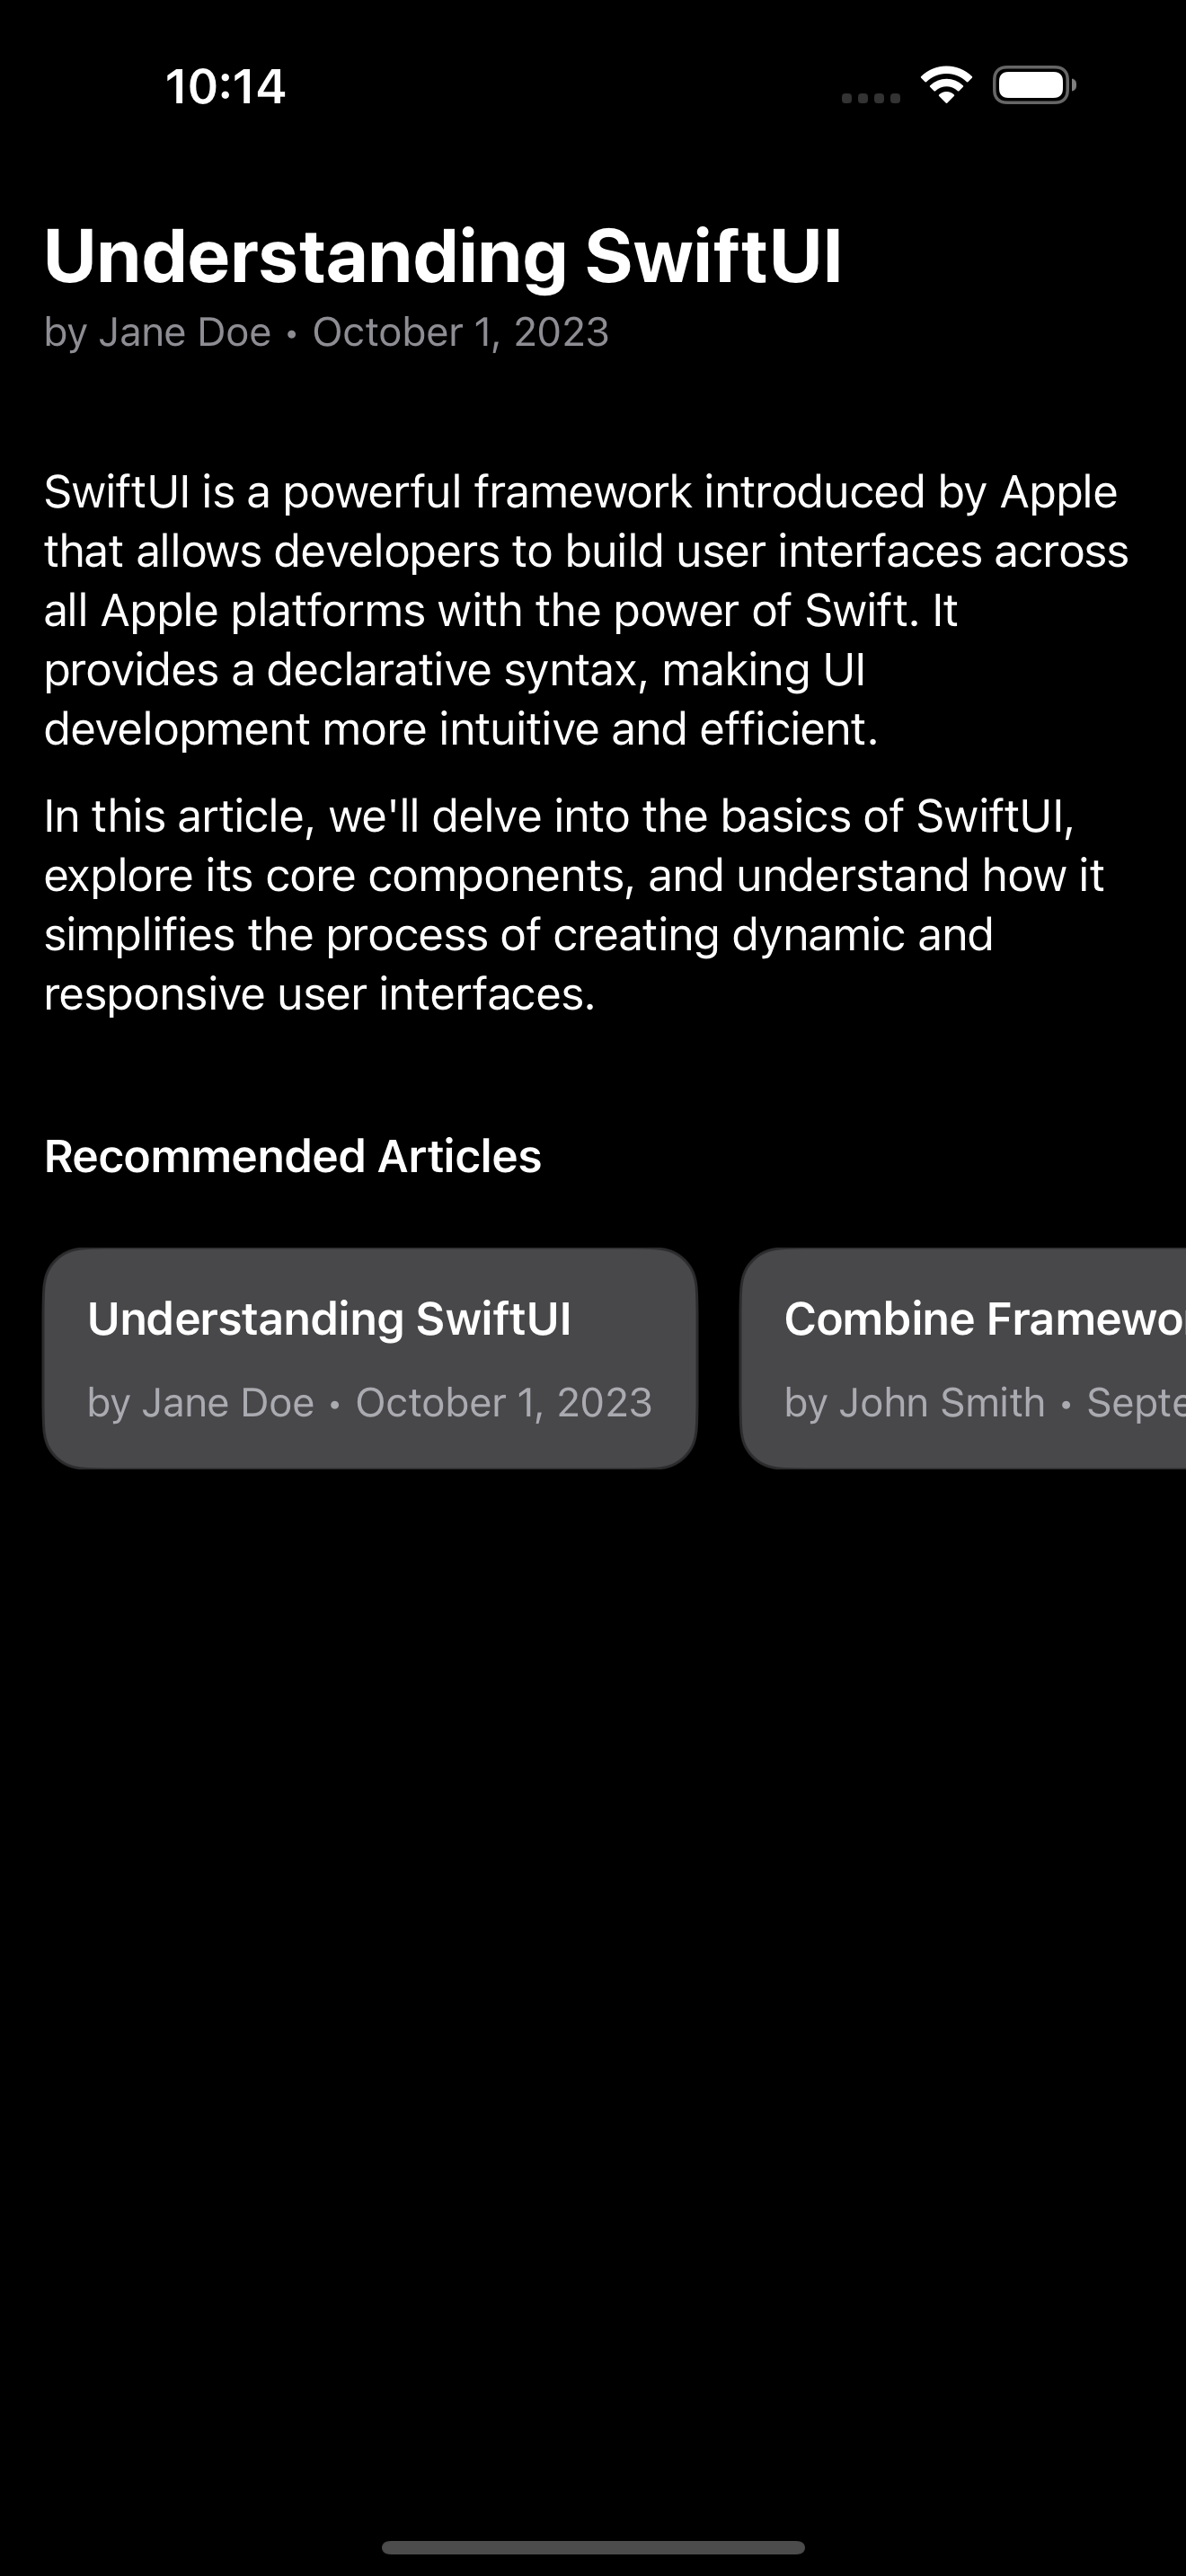 10:14
Understanding SwiftUI
by Jane Doe • October 1, 2023
SwiftUI is a powerful framework introduced by Apple
that allows developers to build user interfaces across
all Apple platforms with the power of Swift. It
provides a declarative syntax, making UI
development more intuitive and efficient.
In this article, we'll delve into the basics of SwiftUI,
explore its core components, and understand how it
simplifies the process of creating dynamic and
responsive user interfaces.
Recommended Articles
Understanding SwiftUI
by Jane Doe • October 1, 2023
Combine
by John Smith •